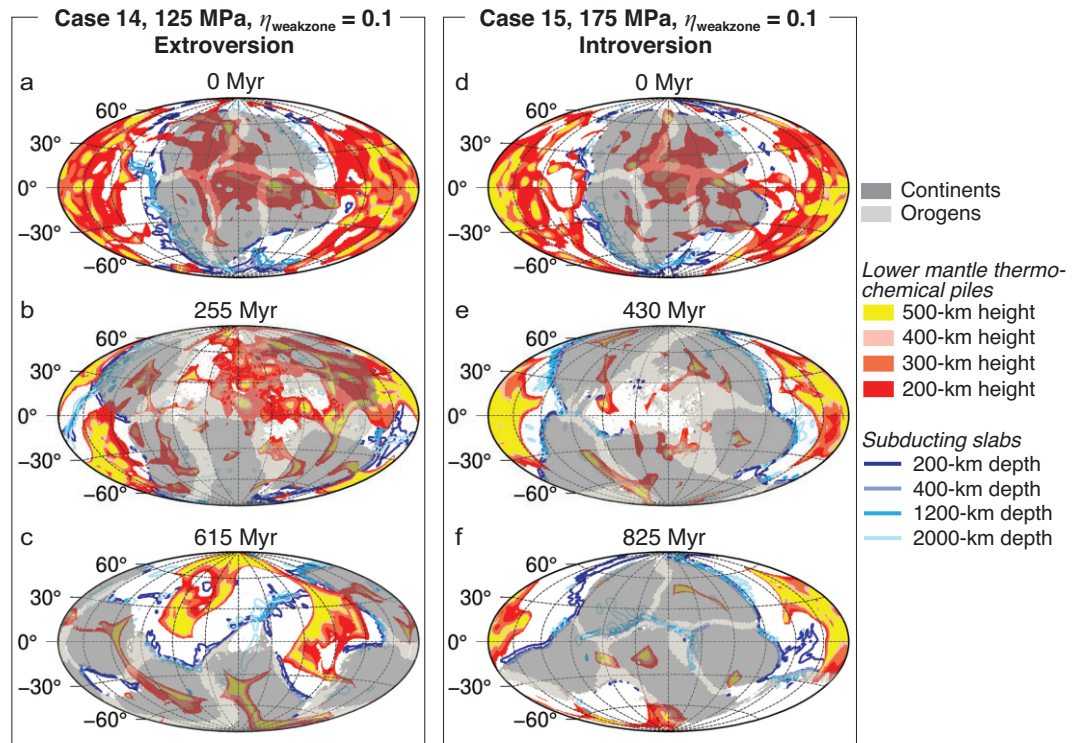 Case 14, 125 MPa, ηweakzone = 0.1
Extroversion
Case 15, 175 MPa, ηweakzone = 0.1
Introversion
a
0 Myr
60°
30°
0°
−30°
−60°
d
0 Myr
60°
30°
0°
−30°
−60°
b
255 Myr
60°
30°
0°
−30°
−60°
e
430 Myr
60°
30°
0°
−30°
−60°
c
615 Myr
30°
0°
−30°
−60°
f
825 Myr
30°
0°
−30°
−60°
Continents
Orogens
Lower mantle thermo-
chemical piles
500-km height
400-km height
300-km height
200-km height
Subducting slabs
200-km depth
400-km depth
1200-km depth
2000-km depth